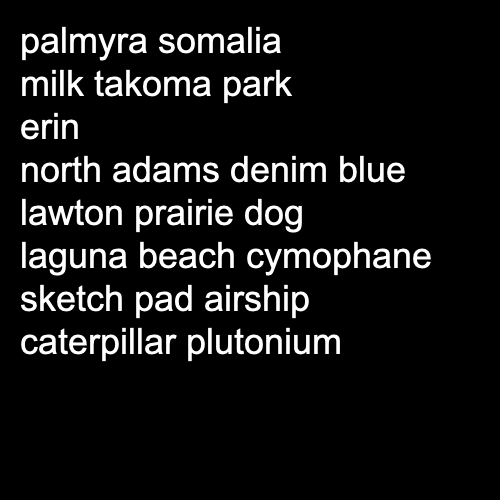 palmyra somalia
milk takoma park
erin
north adams denim blue
lawton prairie dog
laguna beach cymophane
sketch pad airship
caterpillar plutonium